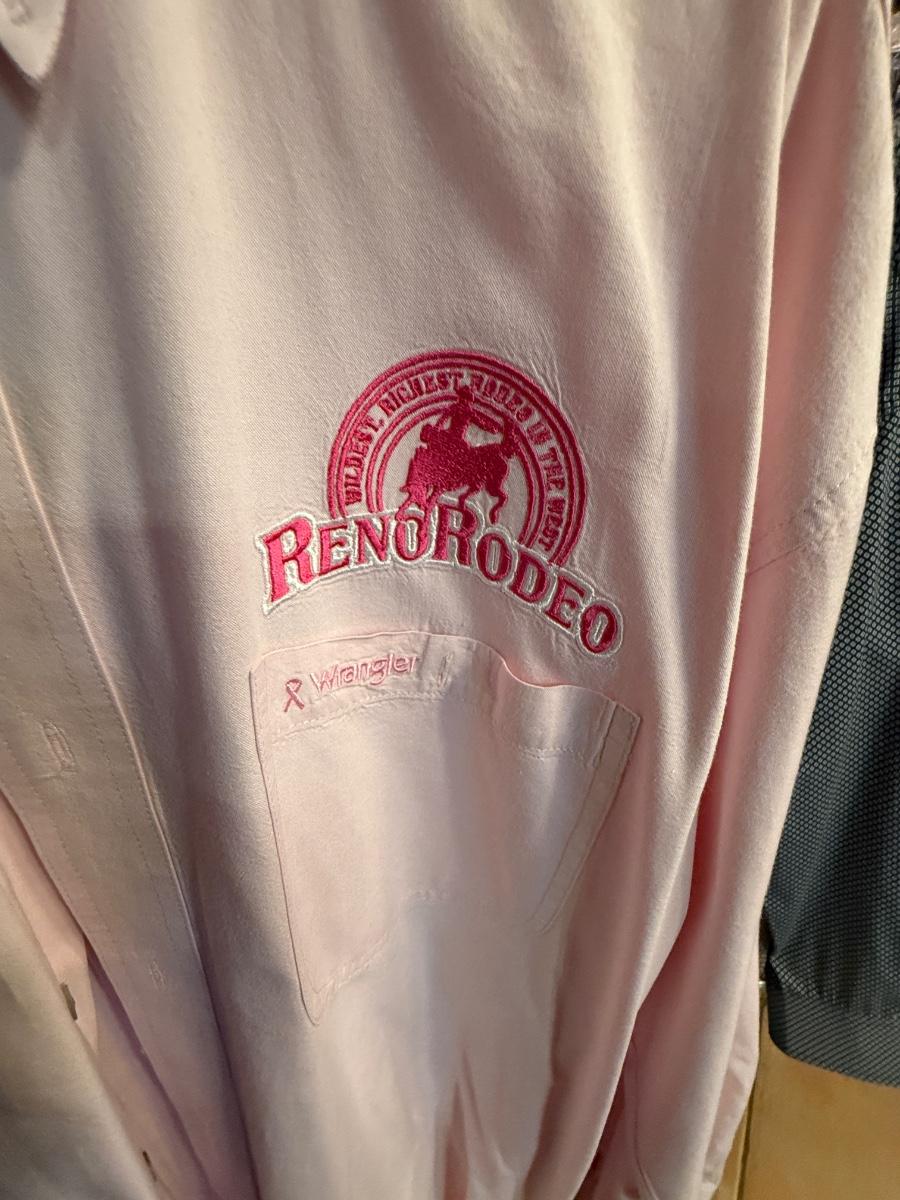 WILDEST, RICHEST RODEO IN THE WEST
RENO RODEO
Wrangler